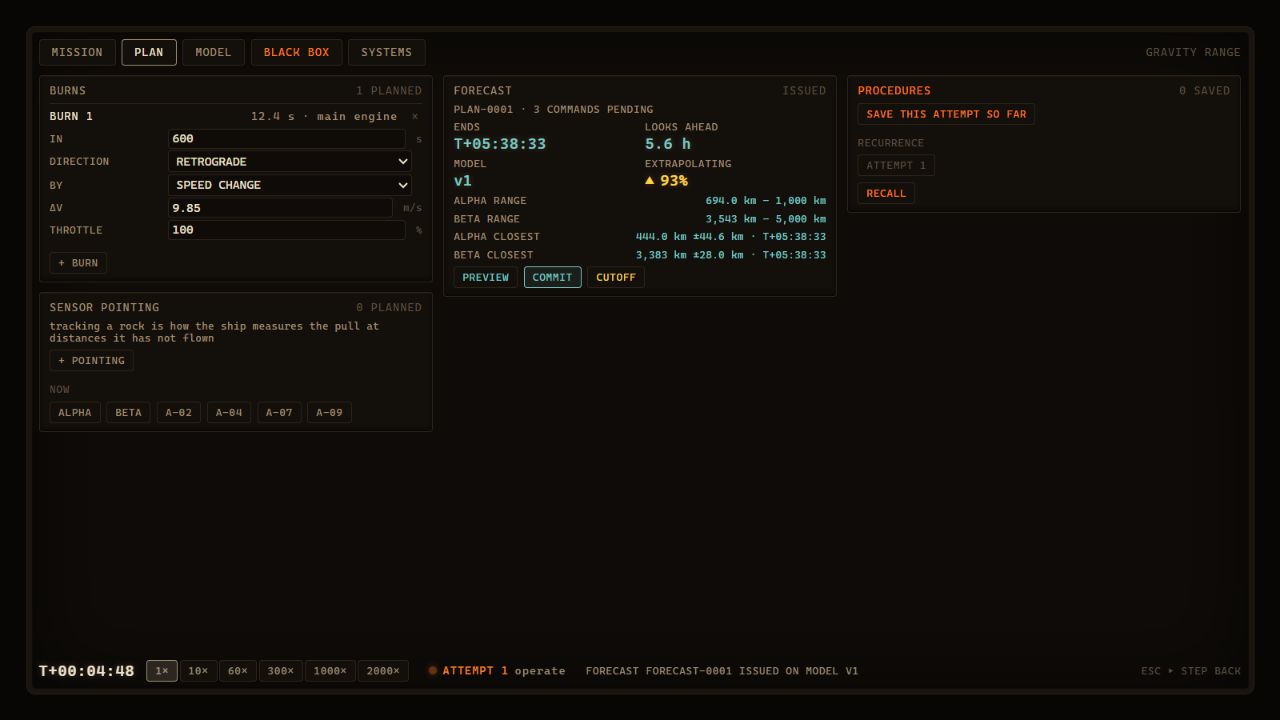 MISSION PLAN MODEL BLACK BOX SYSTEMS GRAVITY RANGE
BURNS 1 PLANNED
BURN 1 12.4 s · main engine ×
IN 600 s
DIRECTION RETROGRADE
BY SPEED CHANGE
ΔV 9.85 m/s
THROTTLE 100 %
+ BURN
SENSOR POINTING 0 PLANNED
tracking a rock is how the ship measures the pull at
distances it has not flown
+ POINTING
NOW
ALPHA BETA A-02 A-04 A-07 A-09
FORECAST ISSUED
PLAN-0001 · 3 COMMANDS PENDING
ENDS LOOKS AHEAD
T+05:38:33 5.6 h
MODEL EXTRAPOLATING
v1 ▲ 93%
ALPHA RANGE 694.0 km – 1,000 km
BETA RANGE 3,543 km – 5,000 km
ALPHA CLOSEST 444.0 km ±44.6 km · T+05:38:33
BETA CLOSEST 3,383 km ±28.0 km · T+05:38:33
PREVIEW COMMIT CUTOFF
PROCEDURES 0 SAVED
SAVE THIS ATTEMPT SO FAR
RECURRENCE
ATTEMPT 1
RECALL
T+00:04:48 1× 10× 60× 300× 1000× 2000× ATTEMPT 1 operate FORECAST FORECAST-0001 ISSUED ON MODEL V1 ESC ▸ STEP BACK